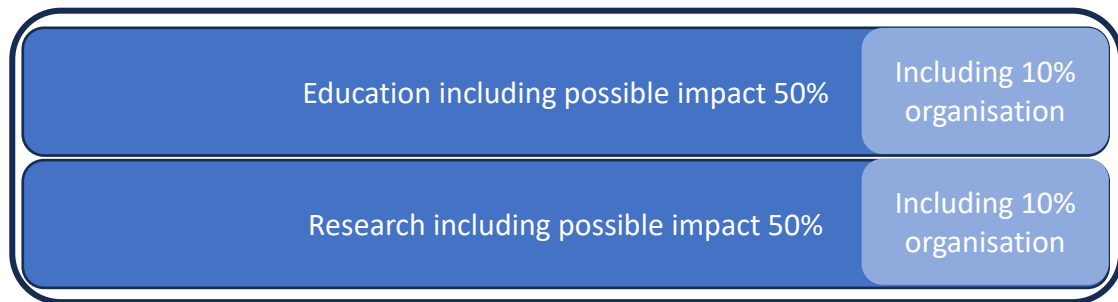 Education including possible impact 50%
Including 10%
organisation
Research including possible impact 50%
Including 10%
organisation